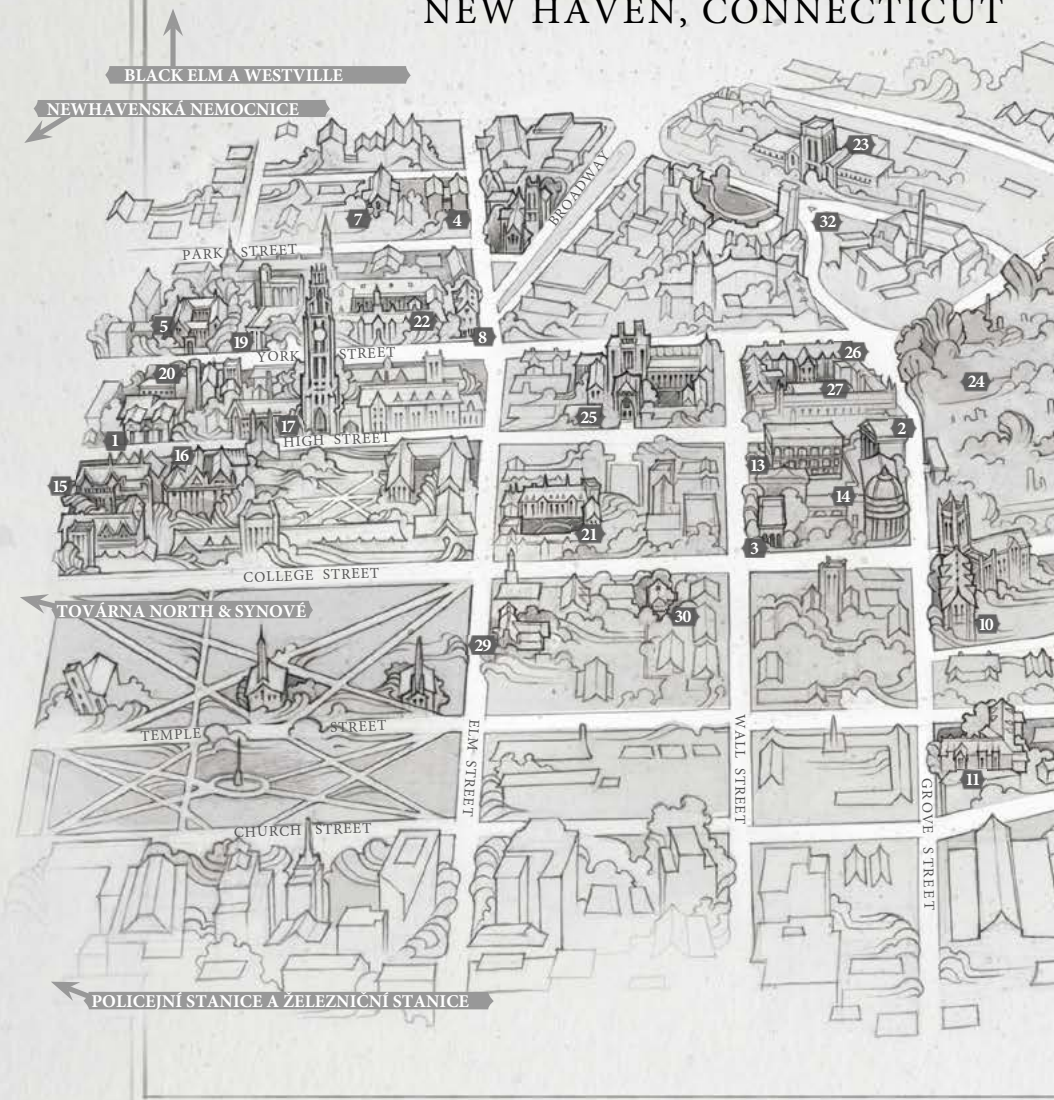 NEW HAVEN, CONNECTICUT
BLACK ELM A WESTVILLE
NEWHAVENSKÁ NEMOCNICE
23
7
4
BROADWAY
32
PARK STREET
5
19
22
8
YORK STREET
20
26
27
24
25
17
1
HIGH STREET
2
16
13
15
14
21
3
COLLEGE STREET
TOVÁRNA NORTH & SYNOVÉ
30
10
29
TEMPLE STREET
ELM STREET
WALL STREET
11
GROVE STREET
CHURCH STREET
POLICEJNÍ STANICE A ŽELEZNIČNÍ STANICE